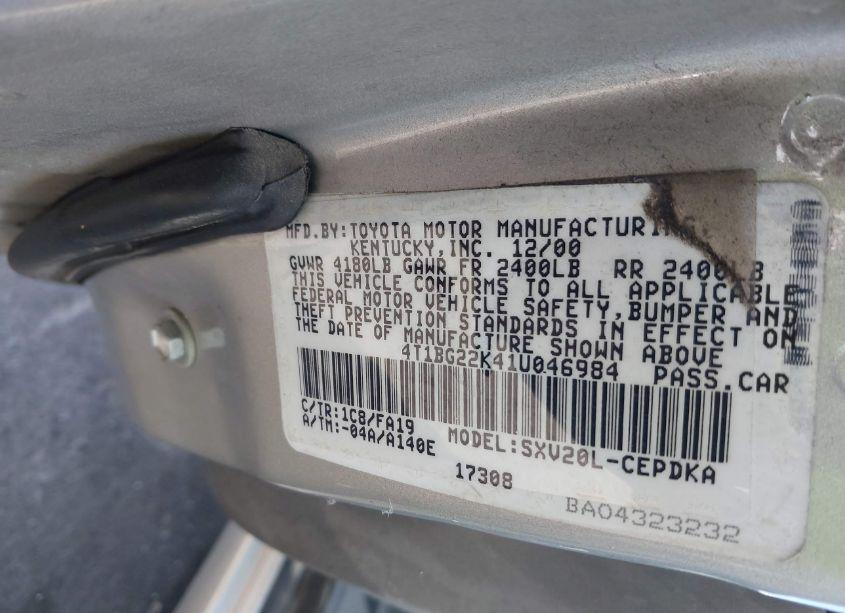 MFD.BY:TOYOTA MOTOR MANUFACTURING
KENTUCKY,INC. 12/00
GVWR 4180LB GAWR FR 2400LB RR 2400LB
THIS VEHICLE CONFORMS TO ALL APPLICABLE
FEDERAL MOTOR VEHICLE SAFETY,BUMPER AND
THEFT PREVENTION STANDARDS IN EFFECT ON
THE DATE OF MANUFACTURE SHOWN ABOVE
4T1BG22K41U046984 PASS.CAR
C/TR:1C8/FA19
A/TM:-04A/A140E MODEL:SXV20L-CEPDKA
17308
BA04323232